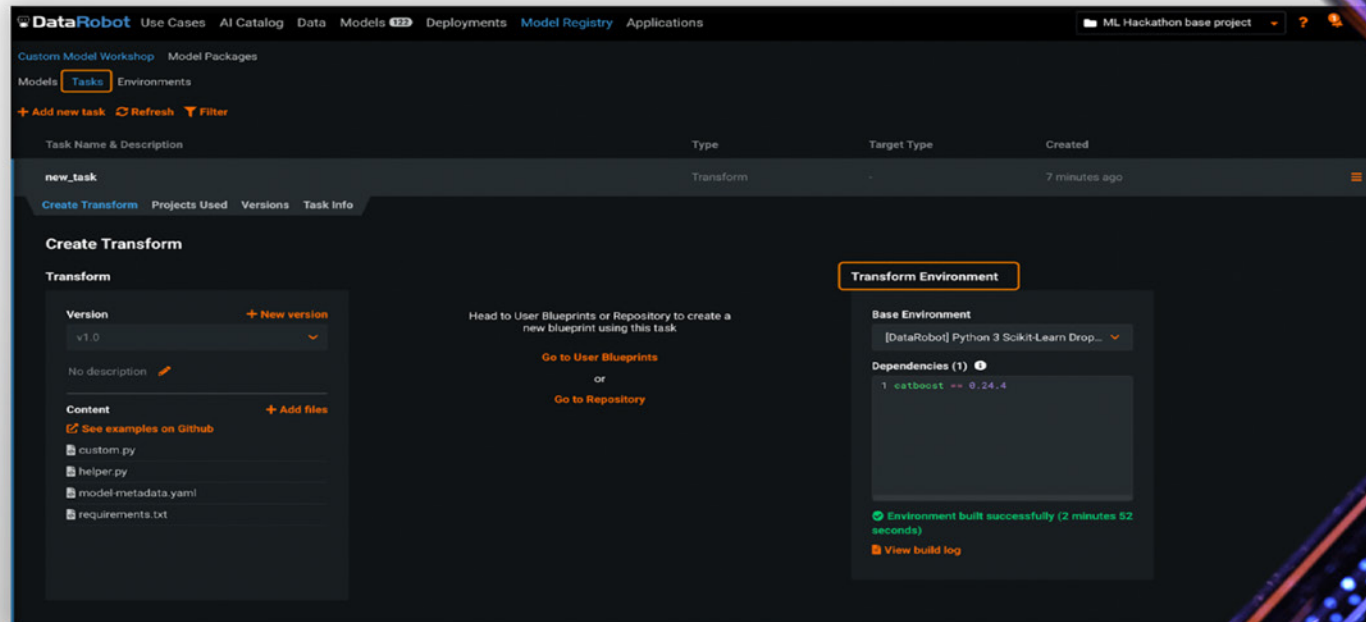 DataRobot Use Cases AI Catalog Data Models 122 Deployments Model Registry Applications ML Hackathon base project ?
Custom Model Workshop Model Packages
Models Tasks Environments
+ Add new task Refresh Filter
Task Name & Description Type Target Type Created
new_task Transform - 7 minutes ago
Create Transform Projects Used Versions Task Info
Create Transform
Transform
Version + New version
v1.0
No description
Content + Add files
See examples on Github
custom.py
helper.py
model-metadata.yaml
requirements.txt
Head to User Blueprints or Repository to create a
new blueprint using this task
Go to User Blueprints
or
Go to Repository
Transform Environment
Base Environment
[DataRobot] Python 3 Scikit-Learn Drop...
Dependencies (1)
1 catboost == 0.24.4
Environment built successfully (2 minutes 52
seconds)
View build log